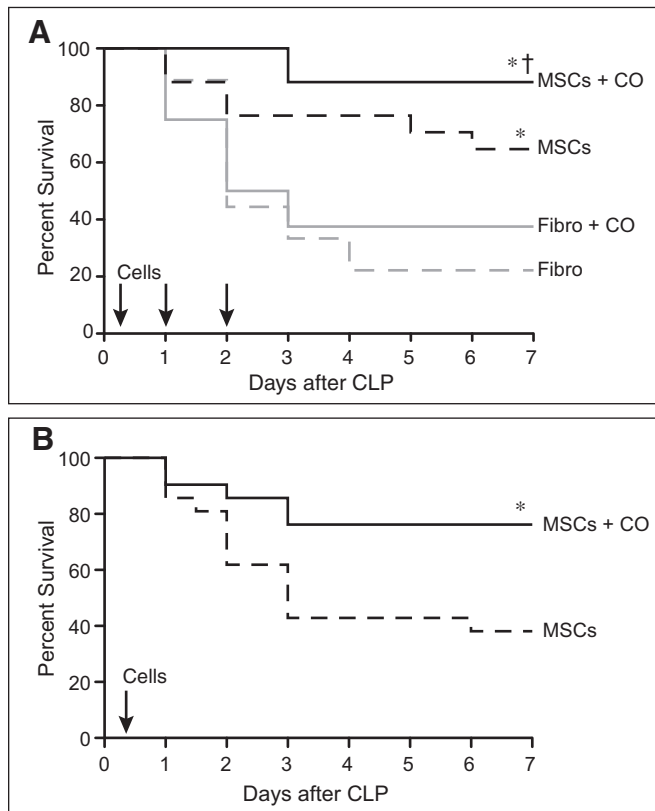 A
100
80
60
40
20
0
Percent Survival
Cells
*†
MSCs + CO
*
MSCs
Fibro + CO
Fibro
0 1 2 3 4 5 6 7
Days after CLP
B
100
80
60
40
20
0
Percent Survival
Cells
*
MSCs + CO
MSCs
0 1 2 3 4 5 6 7
Days after CLP